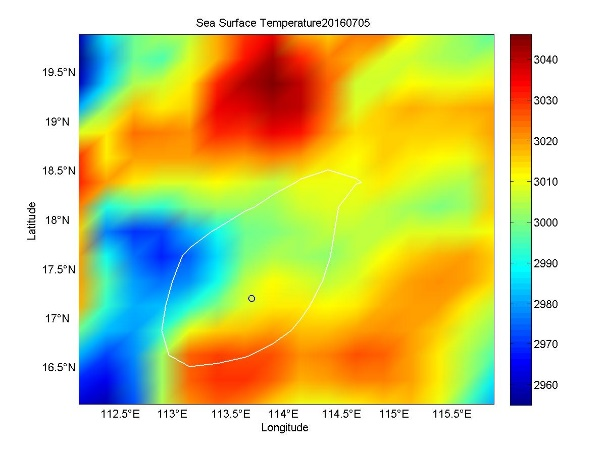 Sea Surface Temperature20160705
19.5°N
19°N
18.5°N
18°N
17.5°N
17°N
16.5°N
Latitude
112.5°E 113°E 113.5°E 114°E 114.5°E 115°E 115.5°E
Longitude
3040
3030
3020
3010
3000
2990
2980
2970
2960